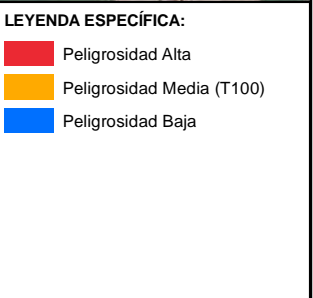 LEYENDA ESPECÍFICA:
Peligrosidad Alta
Peligrosidad Media (T100)
Peligrosidad Baja